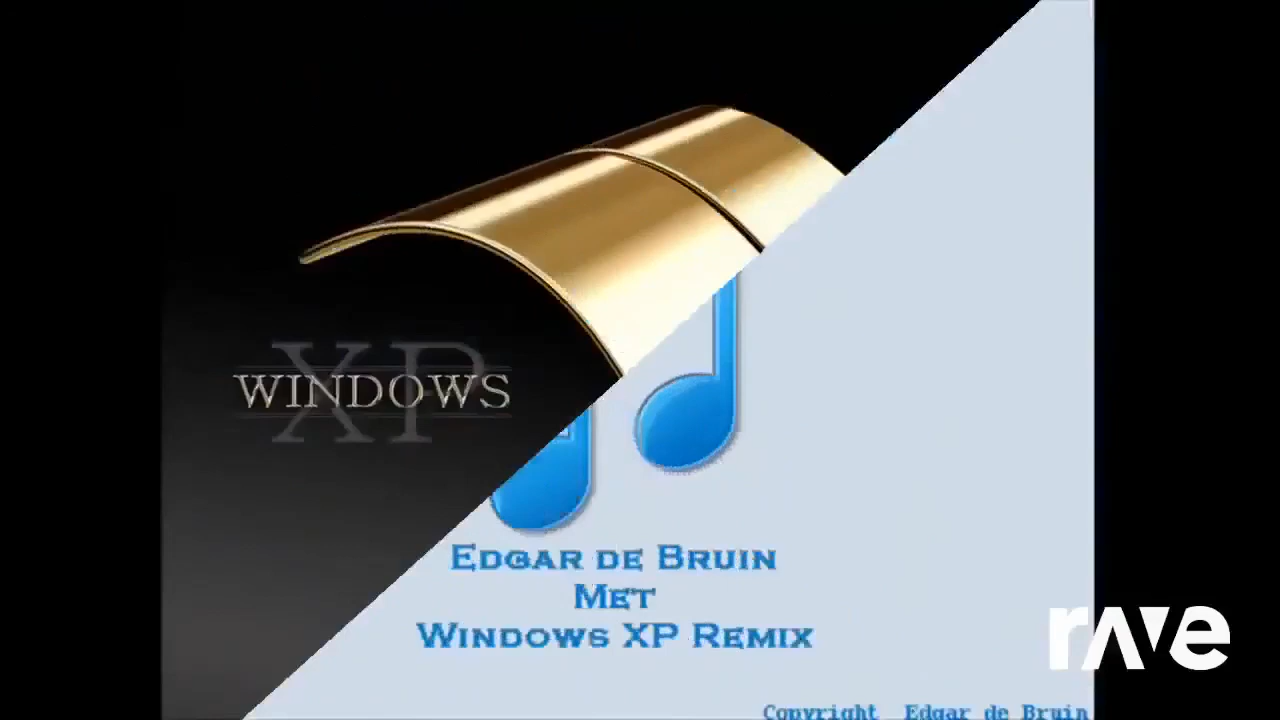 XP
WINDOWS
Edgar de Bruin
Met
Windows XP Remix
rave
Copyright Edgar de Bruin